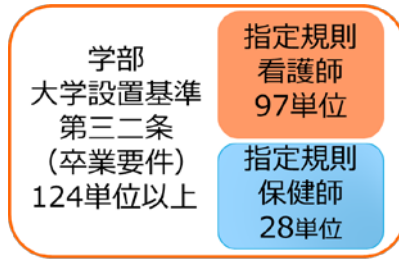 学部
大学設置基準
第三二条
（卒業要件）
124単位以上
指定規則
看護師
97単位
指定規則
保健師
28単位